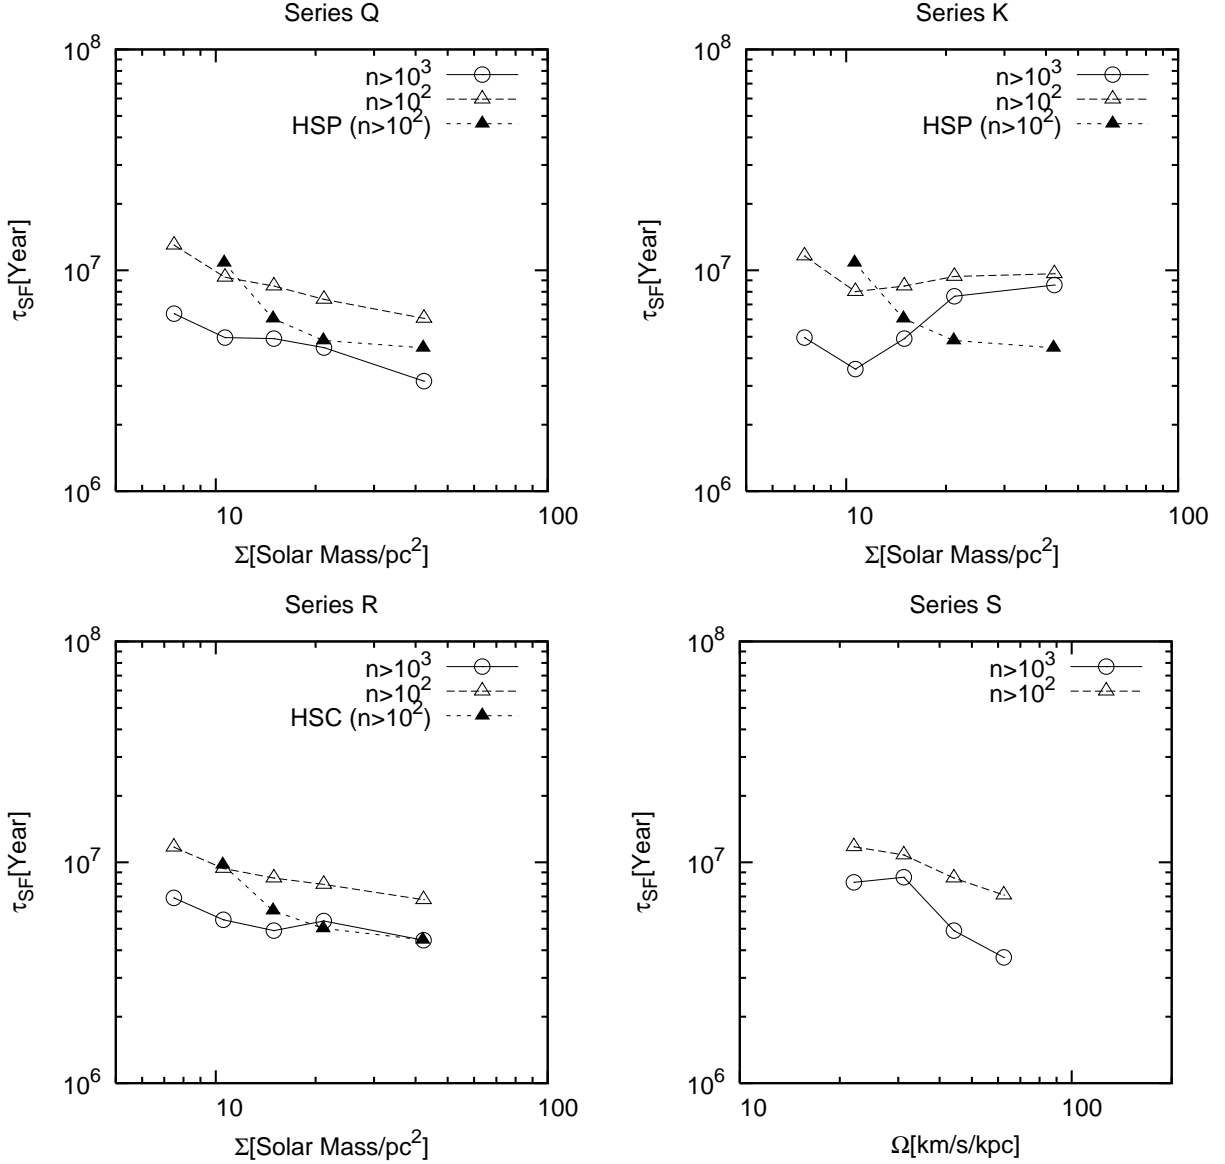 Series Q
10^8
n>10^3
n>10^2
HSP (n>10^2)
τ_SF[Year]
10^7
10^6
10
100
Σ[Solar Mass/pc^2]
Series K
10^8
n>10^3
n>10^2
HSP (n>10^2)
τ_SF[Year]
10^7
10^6
10
100
Σ[Solar Mass/pc^2]
Series R
10^8
n>10^3
n>10^2
HSC (n>10^2)
τ_SF[Year]
10^7
10^6
10
100
Σ[Solar Mass/pc^2]
Series S
10^8
n>10^3
n>10^2
τ_SF[Year]
10^7
10^6
10
100
Ω[km/s/kpc]